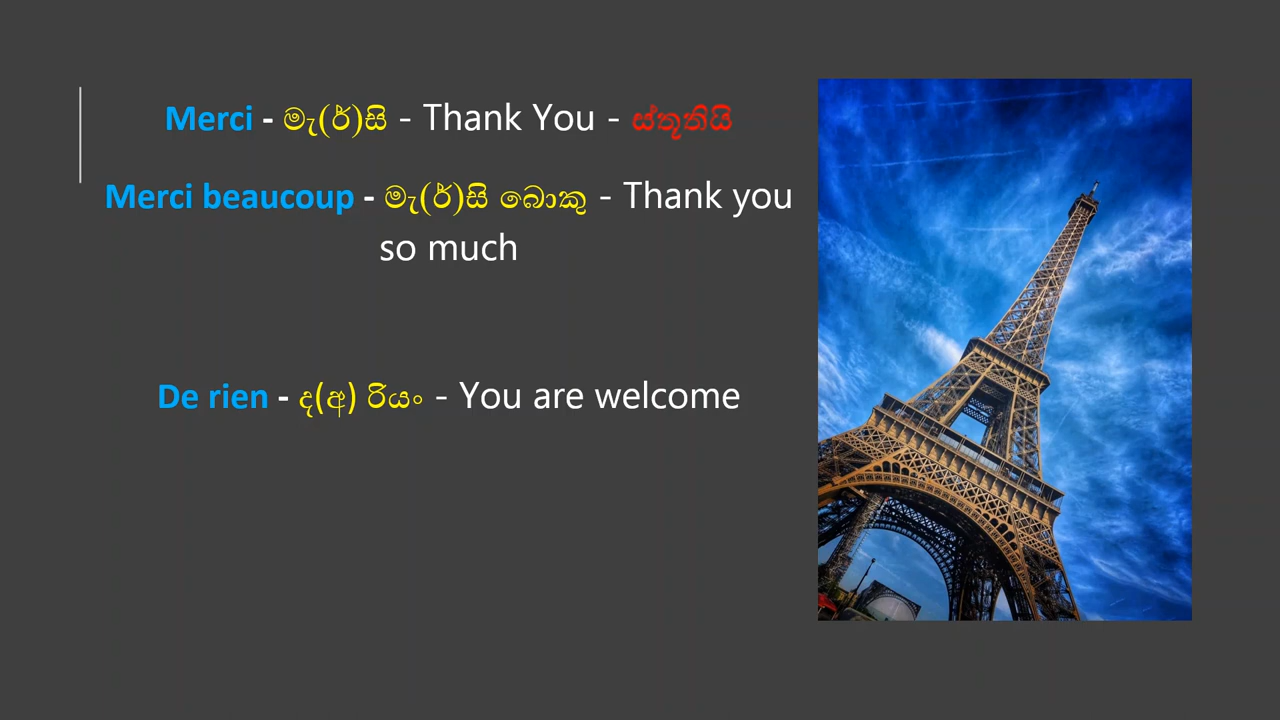 Merci - මැ(ර්)සි - Thank You - ස්තූතියි
Merci beaucoup - මැ(ර්)සි බොකු - Thank you
so much
De rien - ද(අ) රියං - You are welcome